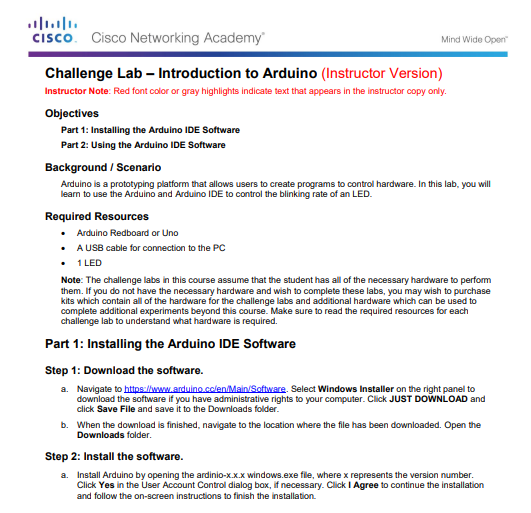 CISCO Cisco Networking Academy® Mind Wide Open™
Challenge Lab – Introduction to Arduino (Instructor Version)
Instructor Note: Red font color or gray highlights indicate text that appears in the instructor copy only.
Objectives
Part 1: Installing the Arduino IDE Software
Part 2: Using the Arduino IDE Software
Background / Scenario
Arduino is a prototyping platform that allows users to create programs to control hardware. In this lab, you will
learn to use the Arduino and Arduino IDE to control the blinking rate of an LED.
Required Resources
• Arduino Redboard or Uno
• A USB cable for connection to the PC
• 1 LED
Note: The challenge labs in this course assume that the student has all of the necessary hardware to perform
them. If you do not have the necessary hardware and wish to complete these labs, you may wish to purchase
kits which contain all of the hardware for the challenge labs and additional hardware which can be used to
complete additional experiments beyond this course. Make sure to read the required resources for each
challenge lab to understand what hardware is required.
Part 1: Installing the Arduino IDE Software
Step 1: Download the software.
a. Navigate to https://www.arduino.cc/en/Main/Software. Select Windows Installer on the right panel to
download the software if you have administrative rights to your computer. Click JUST DOWNLOAD and
click Save File and save it to the Downloads folder.
b. When the download is finished, navigate to the location where the file has been downloaded. Open the
Downloads folder.
Step 2: Install the software.
a. Install Arduino by opening the ardinio-x.x.x windows.exe file, where x represents the version number.
Click Yes in the User Account Control dialog box, if necessary. Click I Agree to continue the installation
and follow the on-screen instructions to finish the installation.